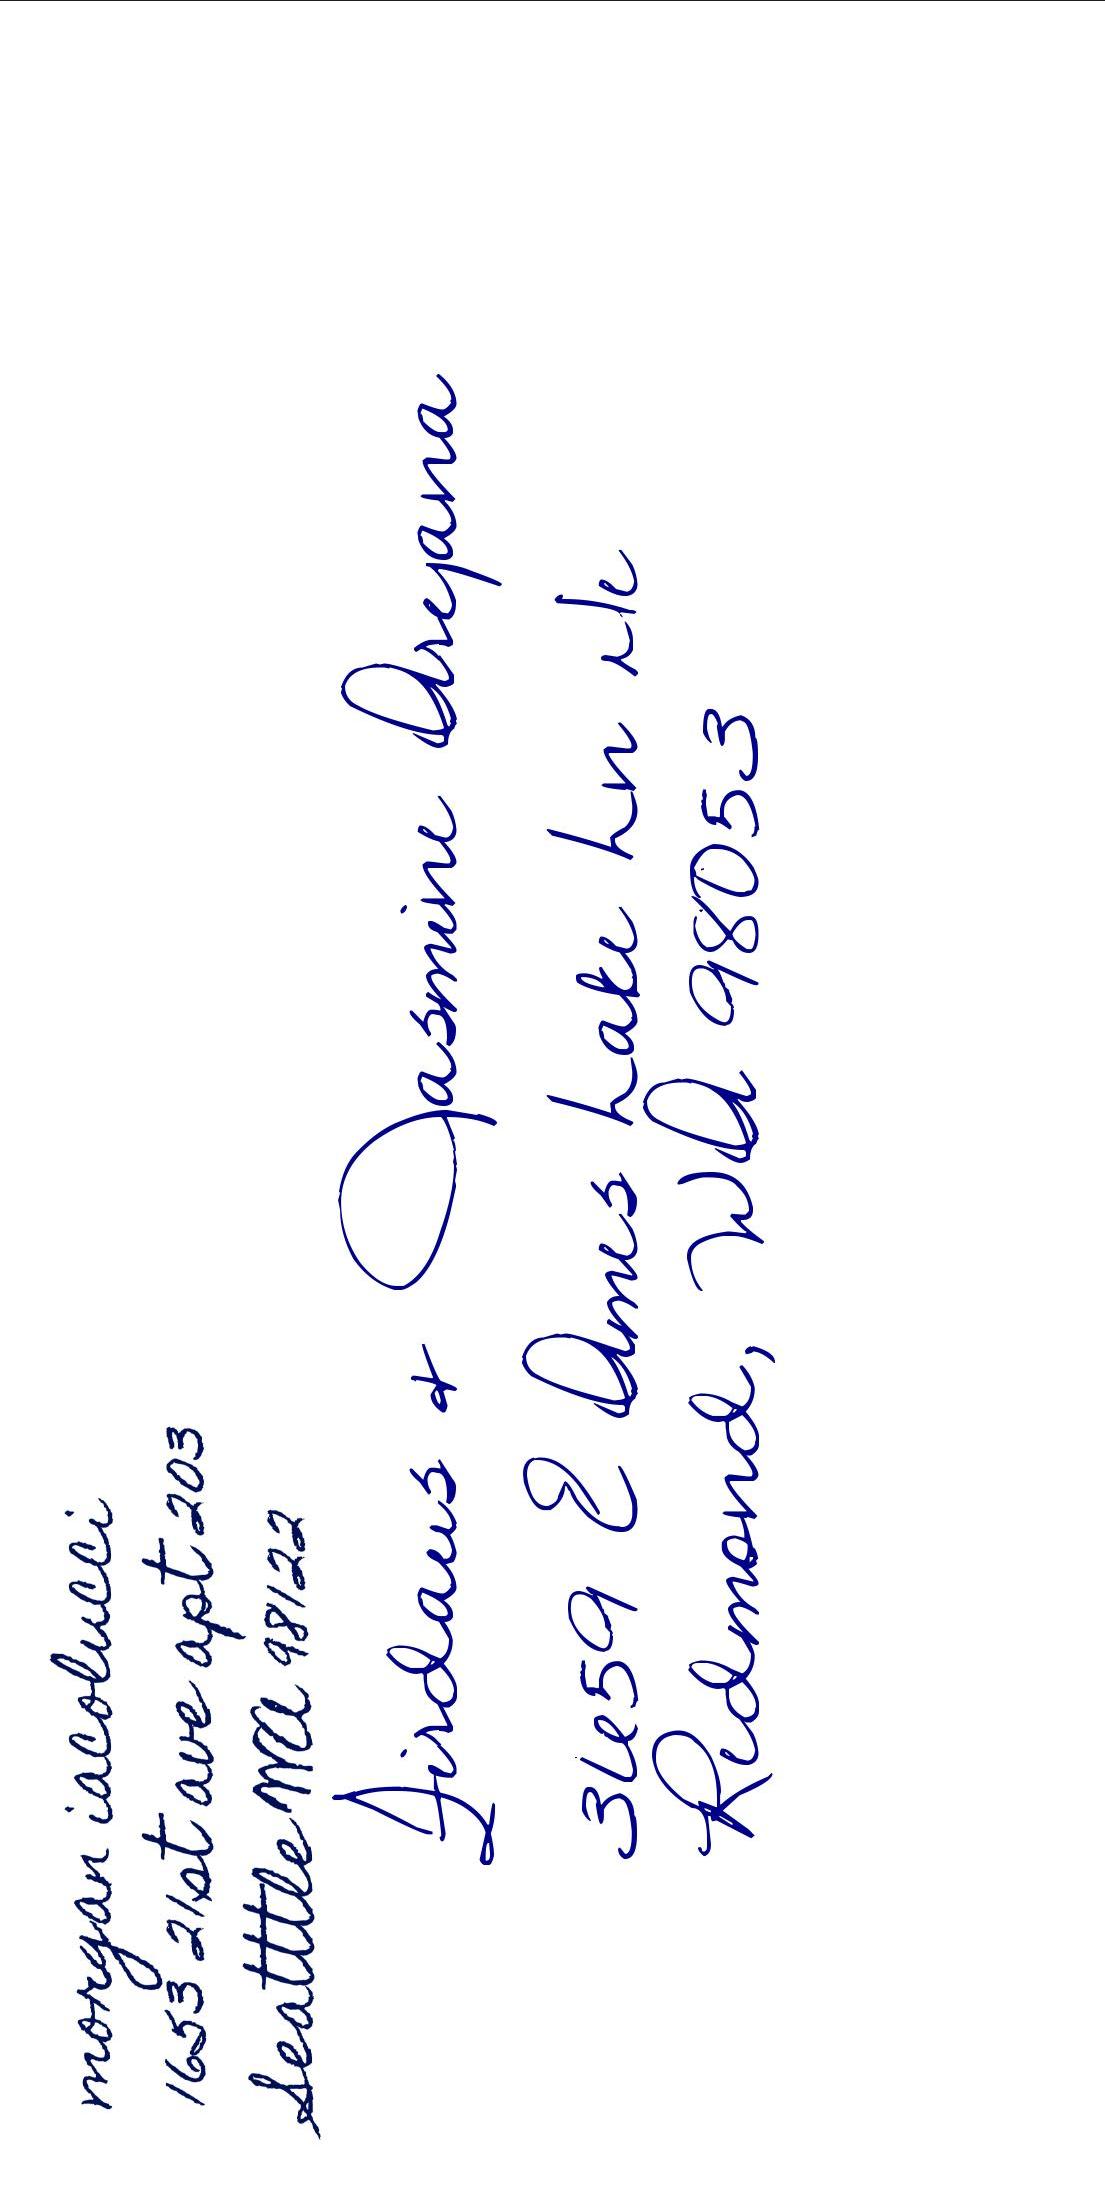 morgan iacolucci
1653 21st ave apt 203
Seatttle WA 98122
Firdaus & Jasmine Areyana
3659 E Ames Lake Ln Ne
Redmond, WA 98053